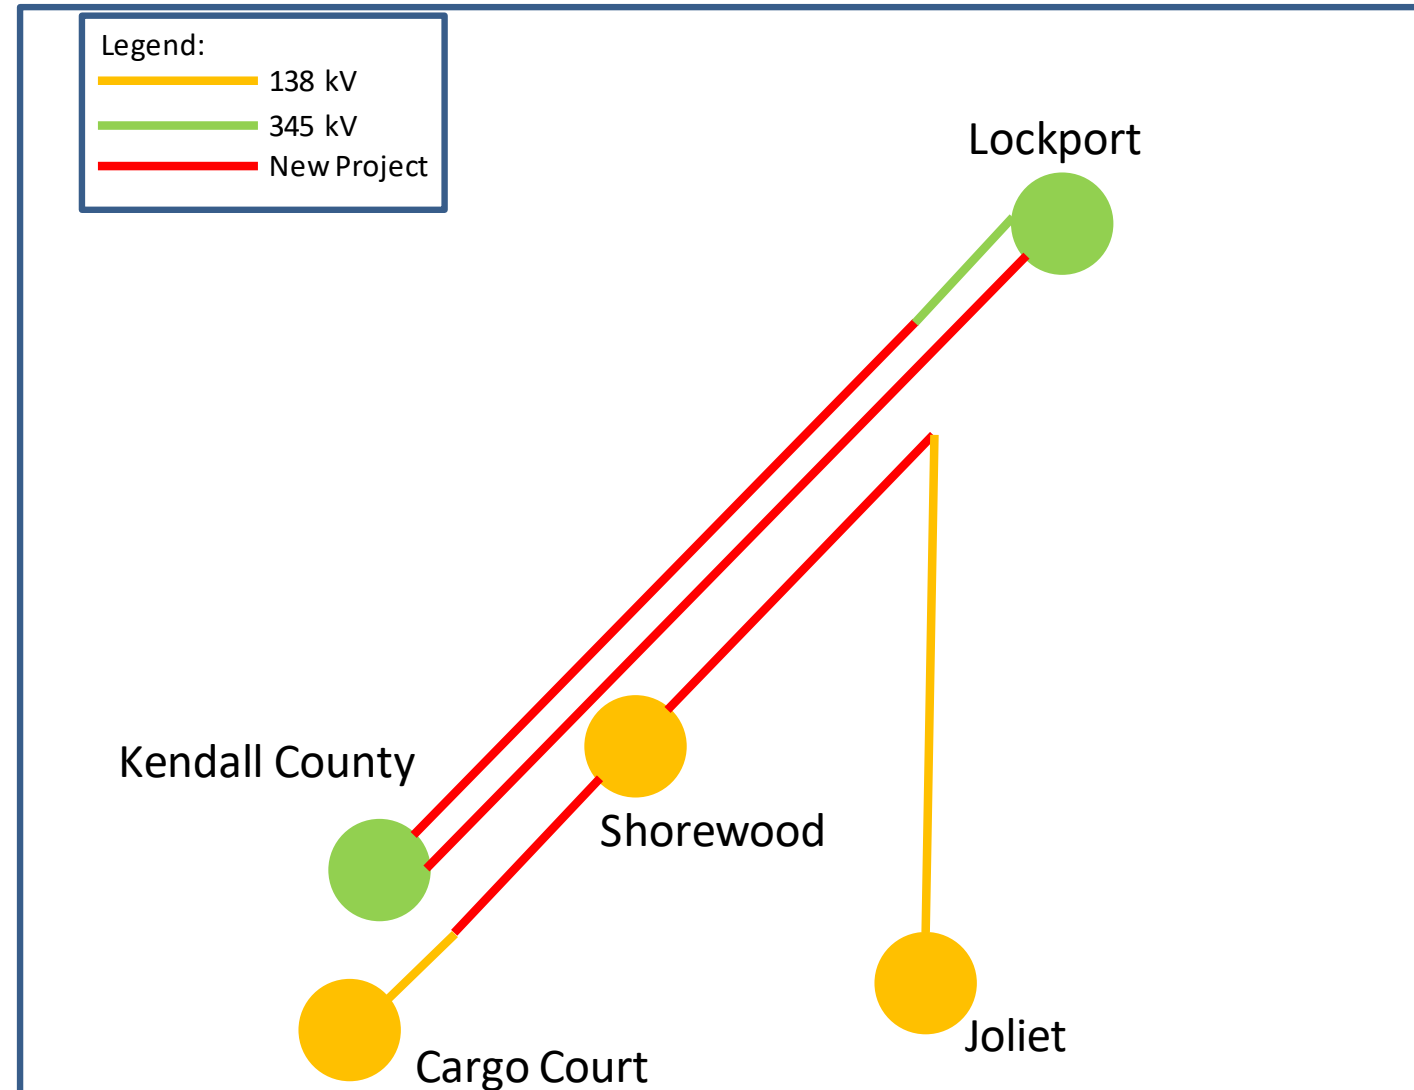 Legend:
138 kV
345 kV
New Project
Lockport
Kendall County
Shorewood
Joliet
Cargo Court